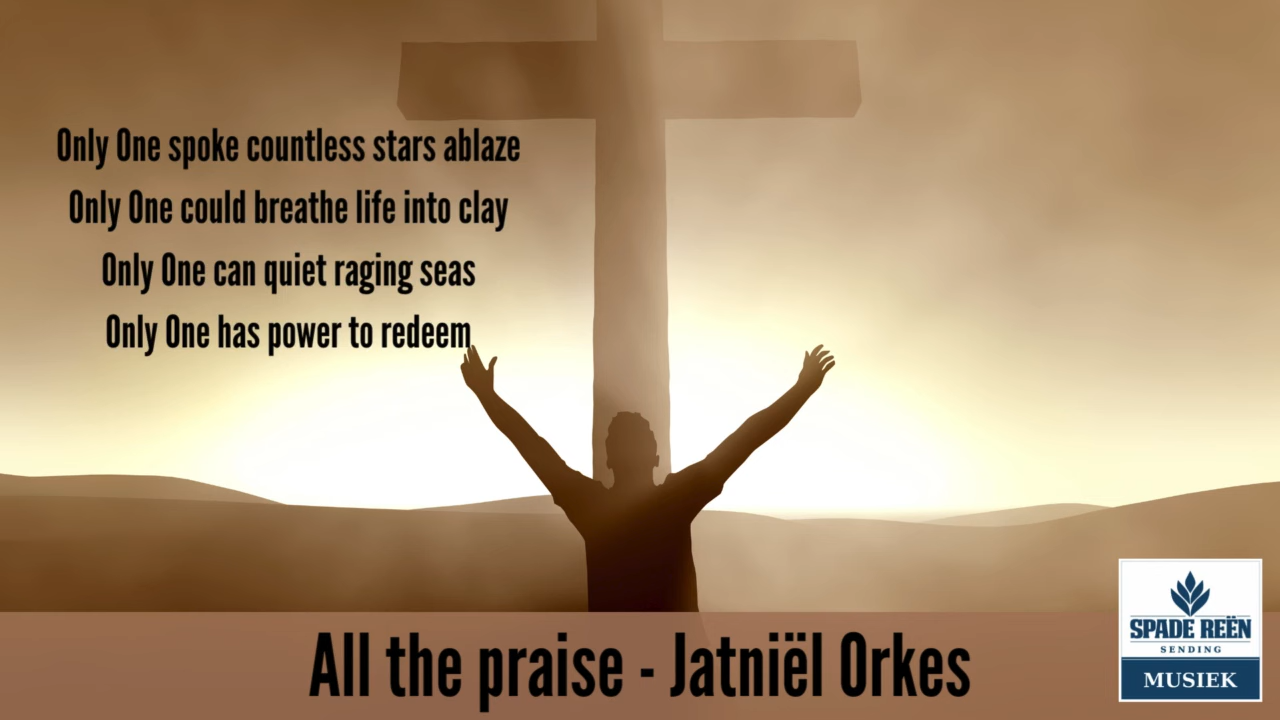 Only One spoke countless stars ablaze
Only One could breathe life into clay
Only One can quiet raging seas
Only One has power to redeem
All the praise - Jatniël Orkes
SPADE REËN
SENDING
MUSIEK